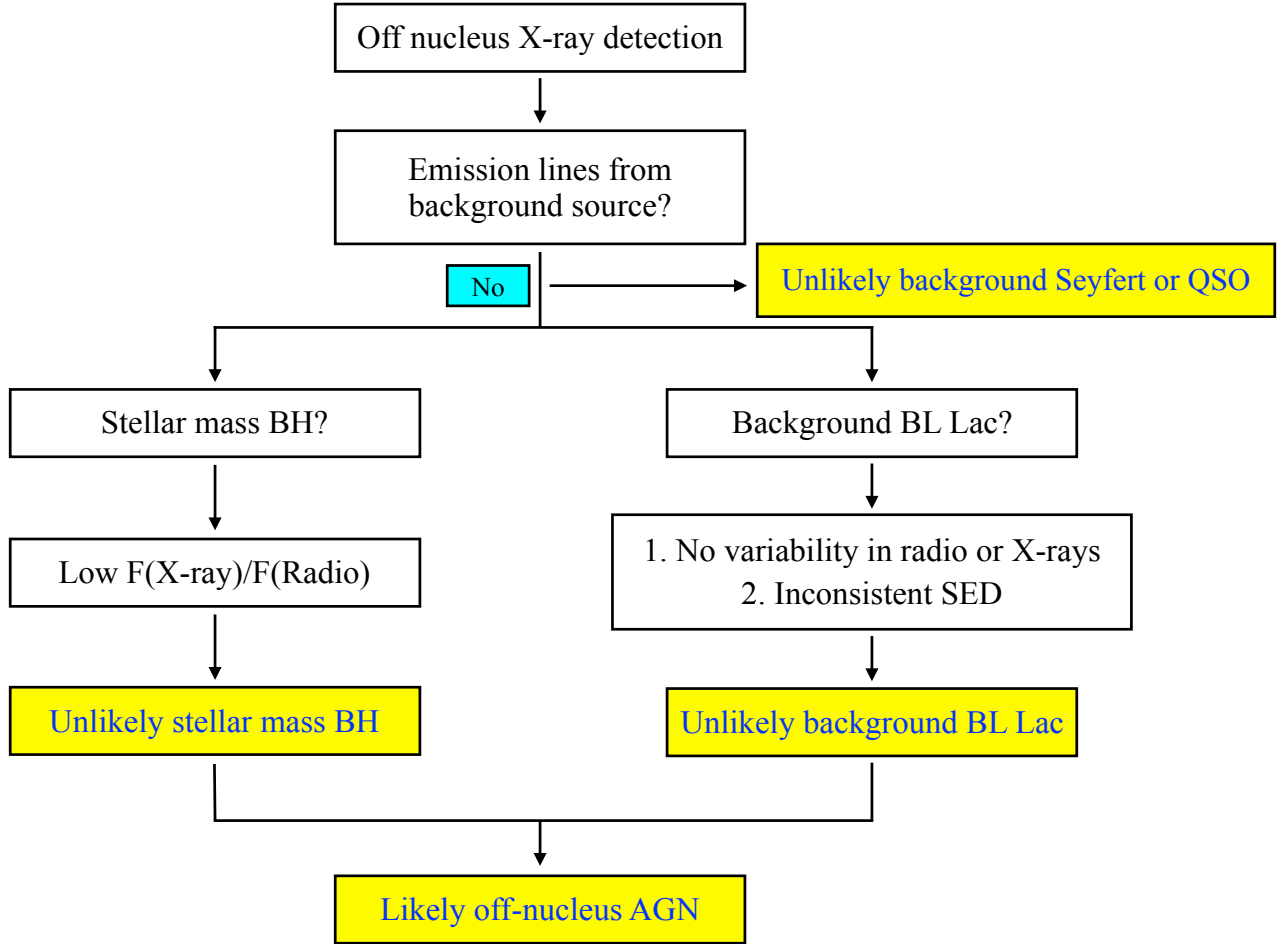 Off nucleus X-ray detection
Emission lines from
background source?
No
Unlikely background Seyfert or QSO
Stellar mass BH?
Background BL Lac?
Low F(X-ray)/F(Radio)
1. No variability in radio or X-rays
2. Inconsistent SED
Unlikely stellar mass BH
Unlikely background BL Lac
Likely off-nucleus AGN